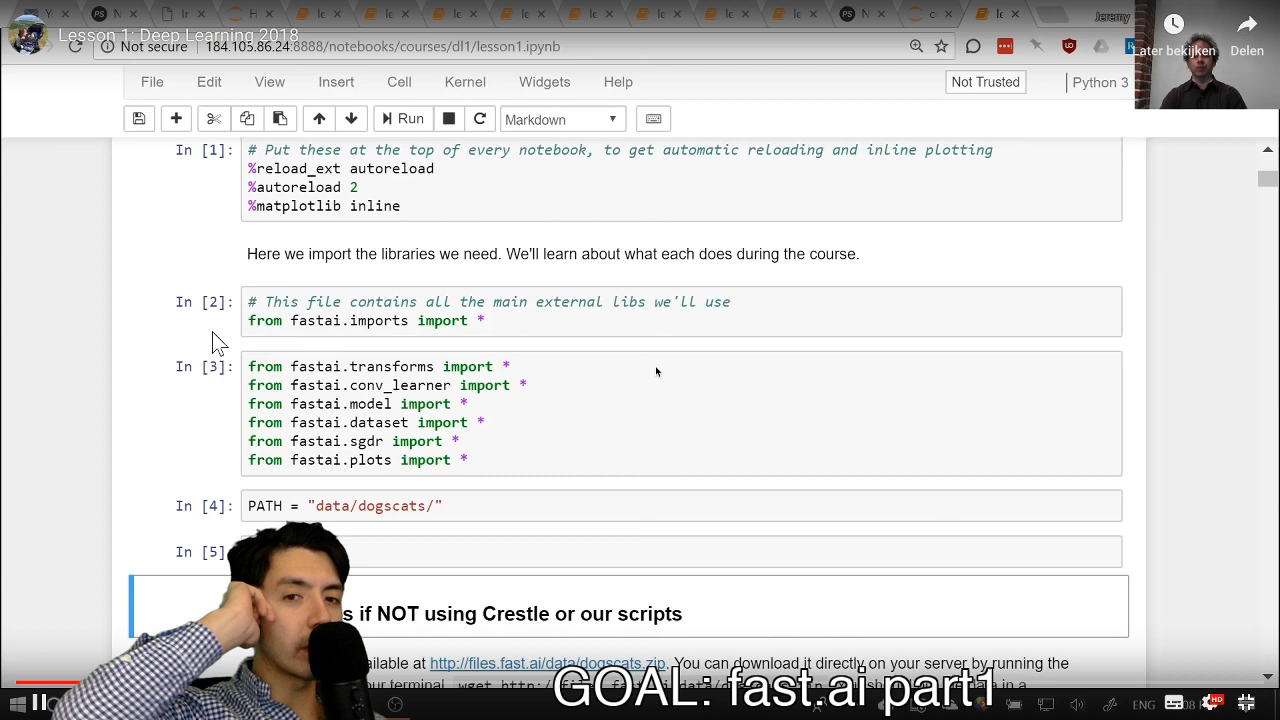 Lesson 1: Deep Learning 2018
Jeremy
Not secure 184.105.86.24:8888/notebooks/courses/dl1/lesson1.ipynb
Later bekijken
Delen
File Edit View Insert Cell Kernel Widgets Help
Not Trusted
Python 3
Run
Markdown
In [1]:
# Put these at the top of every notebook, to get automatic reloading and inline plotting
%reload_ext autoreload
%autoreload 2
%matplotlib inline
Here we import the libraries we need. We'll learn about what each does during the course.
In [2]:
# This file contains all the main external libs we'll use
from fastai.imports import *
In [3]:
from fastai.transforms import *
from fastai.conv_learner import *
from fastai.model import *
from fastai.dataset import *
from fastai.sgdr import *
from fastai.plots import *
In [4]:
PATH = "data/dogscats/"
In [5]
s if NOT using Crestle or our scripts
ailable at http://files.fast.ai/data/dogscats.zip. You can download it directly on your server by running the
our terminal wget http:/
GOAL: fast.ai part1
HD
ENG